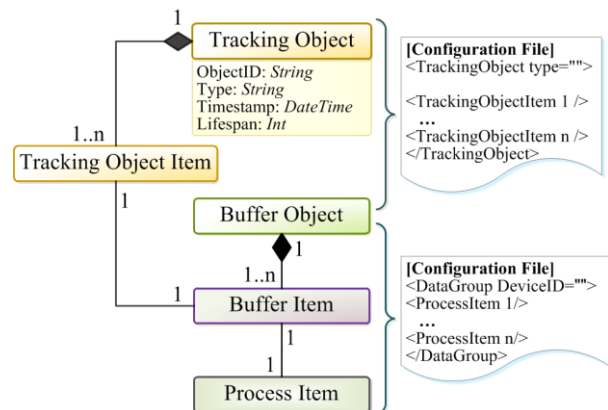 1
Tracking Object
ObjectID: String
Type: String
Timestamp: DateTime
Lifespan: Int
1..n
Tracking Object Item
1
Buffer Object
1
1..n
1
Buffer Item
1
1
Process Item
[Configuration File]
<TrackingObject type="">
<TrackingObjectItem 1 />
...
<TrackingObjectItem n />
</TrackingObject>
[Configuration File]
<DataGroup DeviceID="">
<ProcessItem 1/>
...
<ProcessItem n/>
</DataGroup>